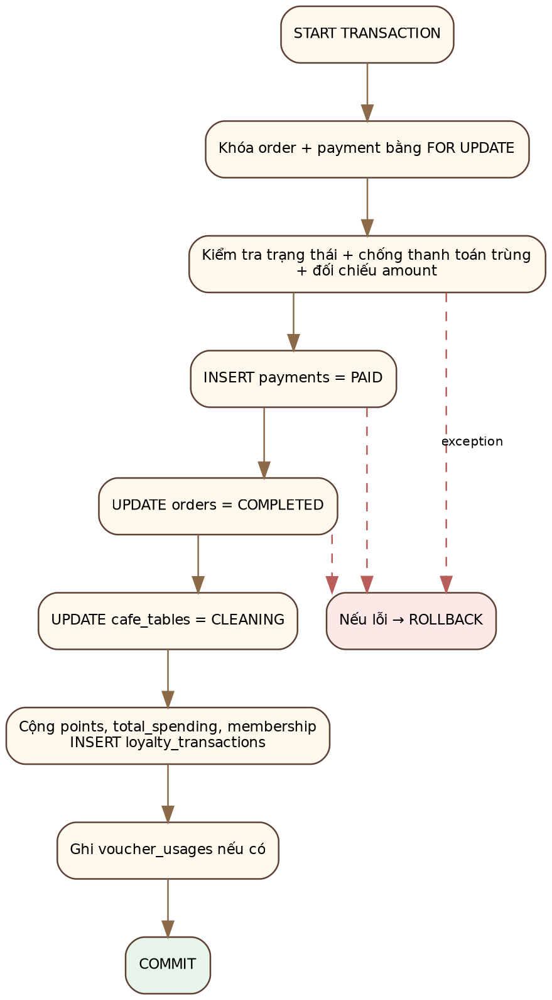 START TRANSACTION
Khóa order + payment bằng FOR UPDATE
Kiểm tra trạng thái + chống thanh toán trùng
+ đối chiếu amount
INSERT payments = PAID
exception
UPDATE orders = COMPLETED
UPDATE cafe_tables = CLEANING
Nếu lỗi → ROLLBACK
Cộng points, total_spending, membership
INSERT loyalty_transactions
Ghi voucher_usages nếu có
COMMIT